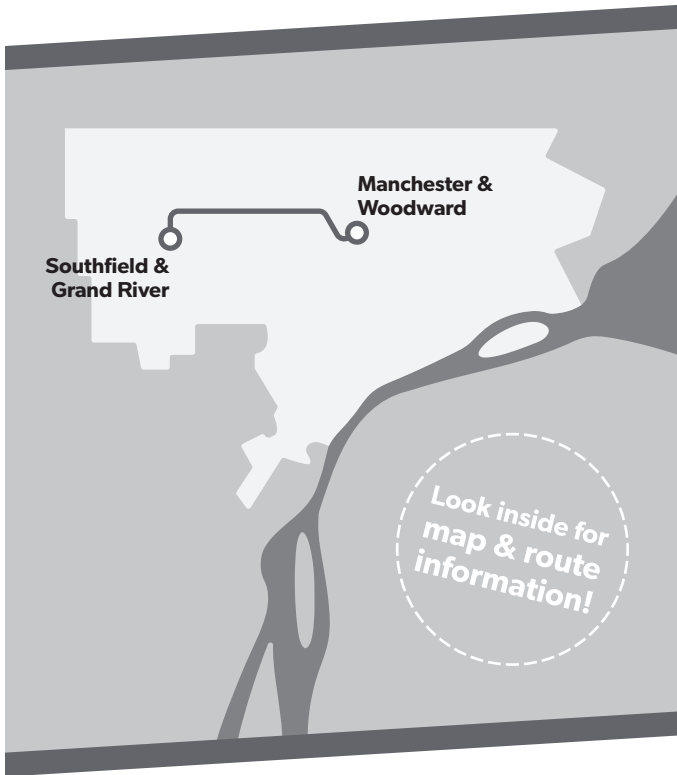 Manchester &
Woodward
Southfield &
Grand River
Look inside for
map & route
information!